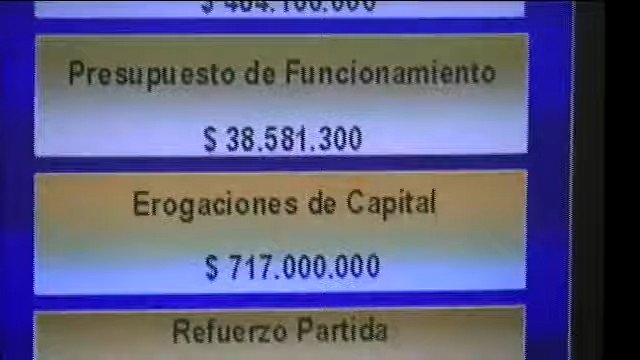 Presupuesto de Funcionamiento
$ 38.581.300
Erogaciones de Capital
$ 717.000.000
Refuerzo Partida